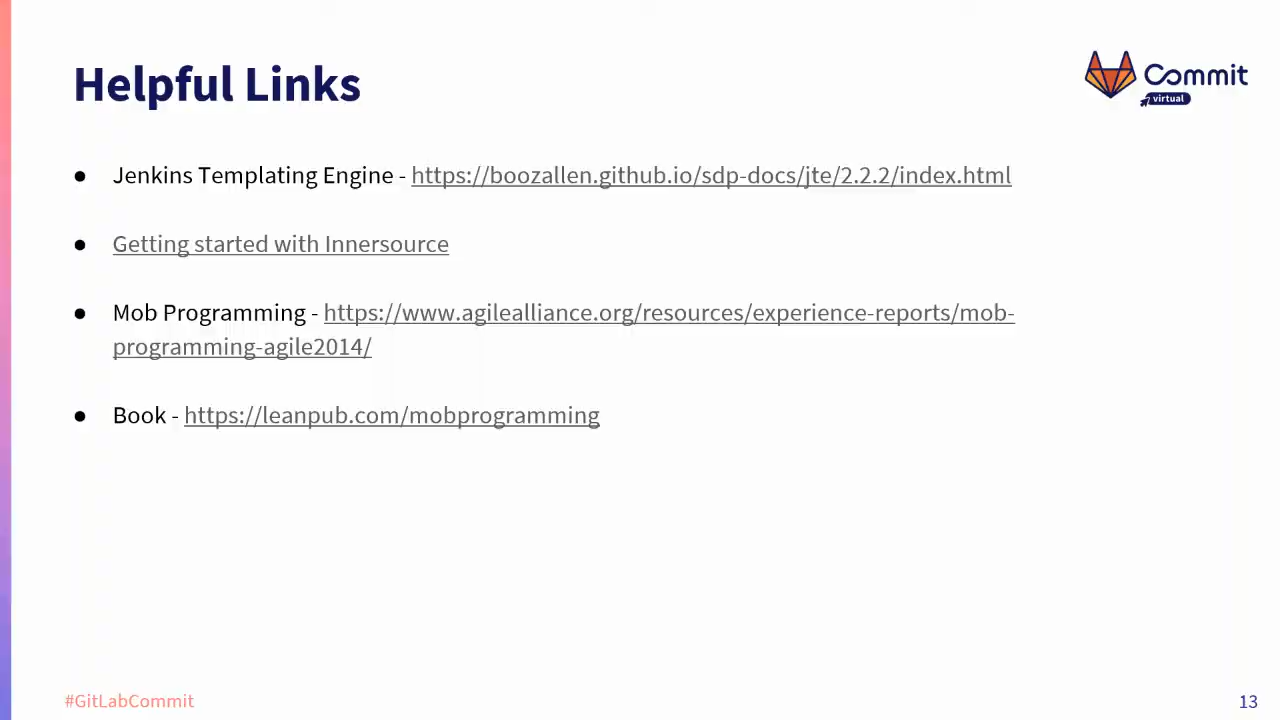 Helpful Links
Commit
virtual
● Jenkins Templating Engine - https://boozallen.github.io/sdp-docs/jte/2.2.2/index.html
● Getting started with Innersource
● Mob Programming - https://www.agilealliance.org/resources/experience-reports/mob-
programming-agile2014/
● Book - https://leanpub.com/mobprogramming
#GitLabCommit
13